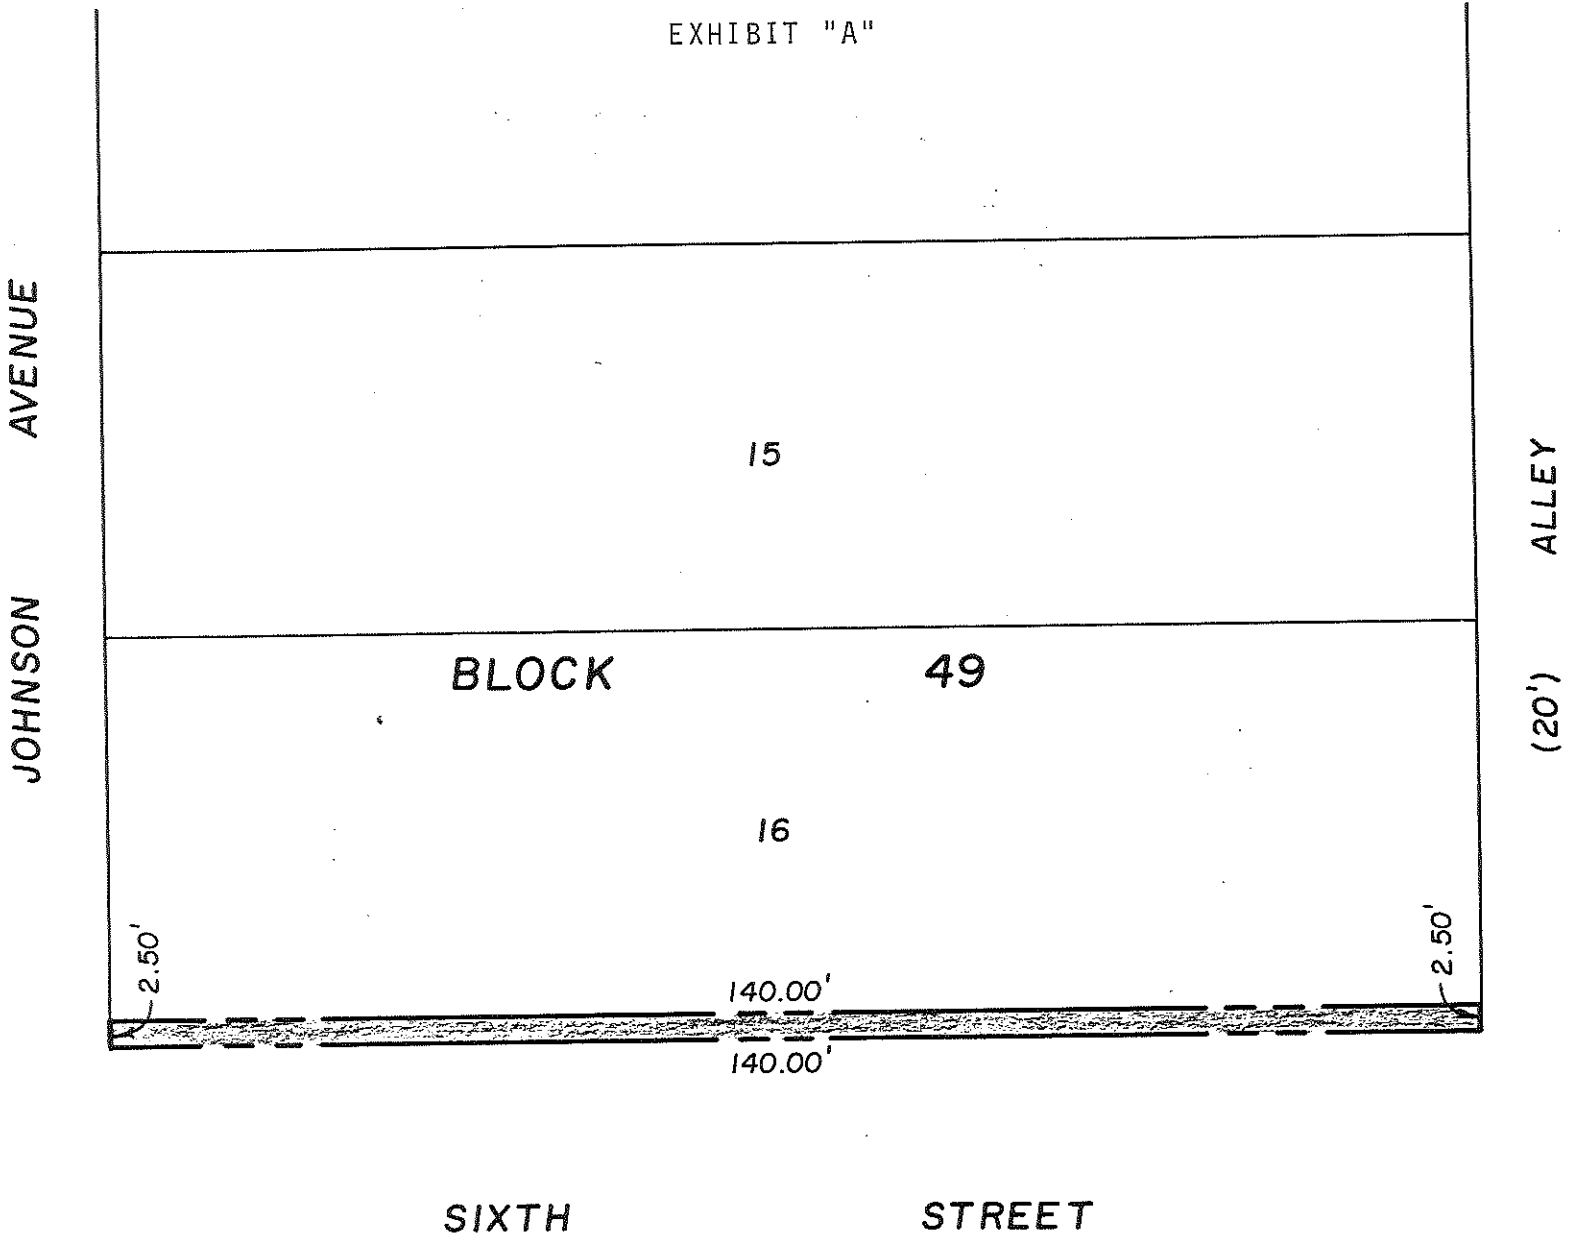 EXHIBIT "A"
JOHNSON AVENUE
15
ALLEY
(20')
BLOCK 49
16
2.50'
2.50'
140.00'
140.00'
SIXTH STREET